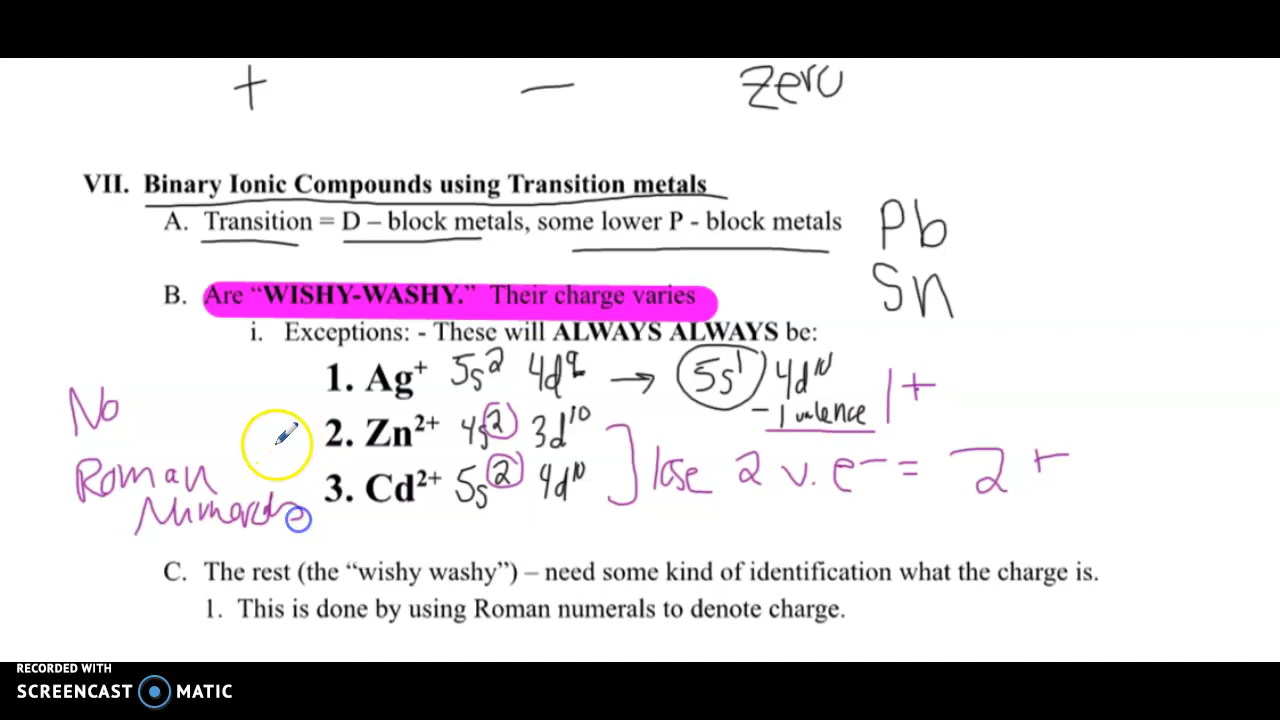 + − zero
VII. Binary Ionic Compounds using Transition metals
A. Transition = D – block metals, some lower P - block metals
Pb
Sn
B. Are “WISHY-WASHY.” Their charge varies
i. Exceptions: - These will ALWAYS ALWAYS be:
1. Ag⁺ 5s² 4d⁹ → 5s¹ 4d¹⁰
- 1 valence 1+
2. Zn²⁺ 4s² 3d¹⁰
3. Cd²⁺ 5s² 4d¹⁰ ] lose 2 v. e⁻ = 2+
No
Roman
C. The rest (the “wishy washy”) – need some kind of identification what the charge is.
1. This is done by using Roman numerals to denote charge.
RECORDED WITH
SCREENCAST MATIC